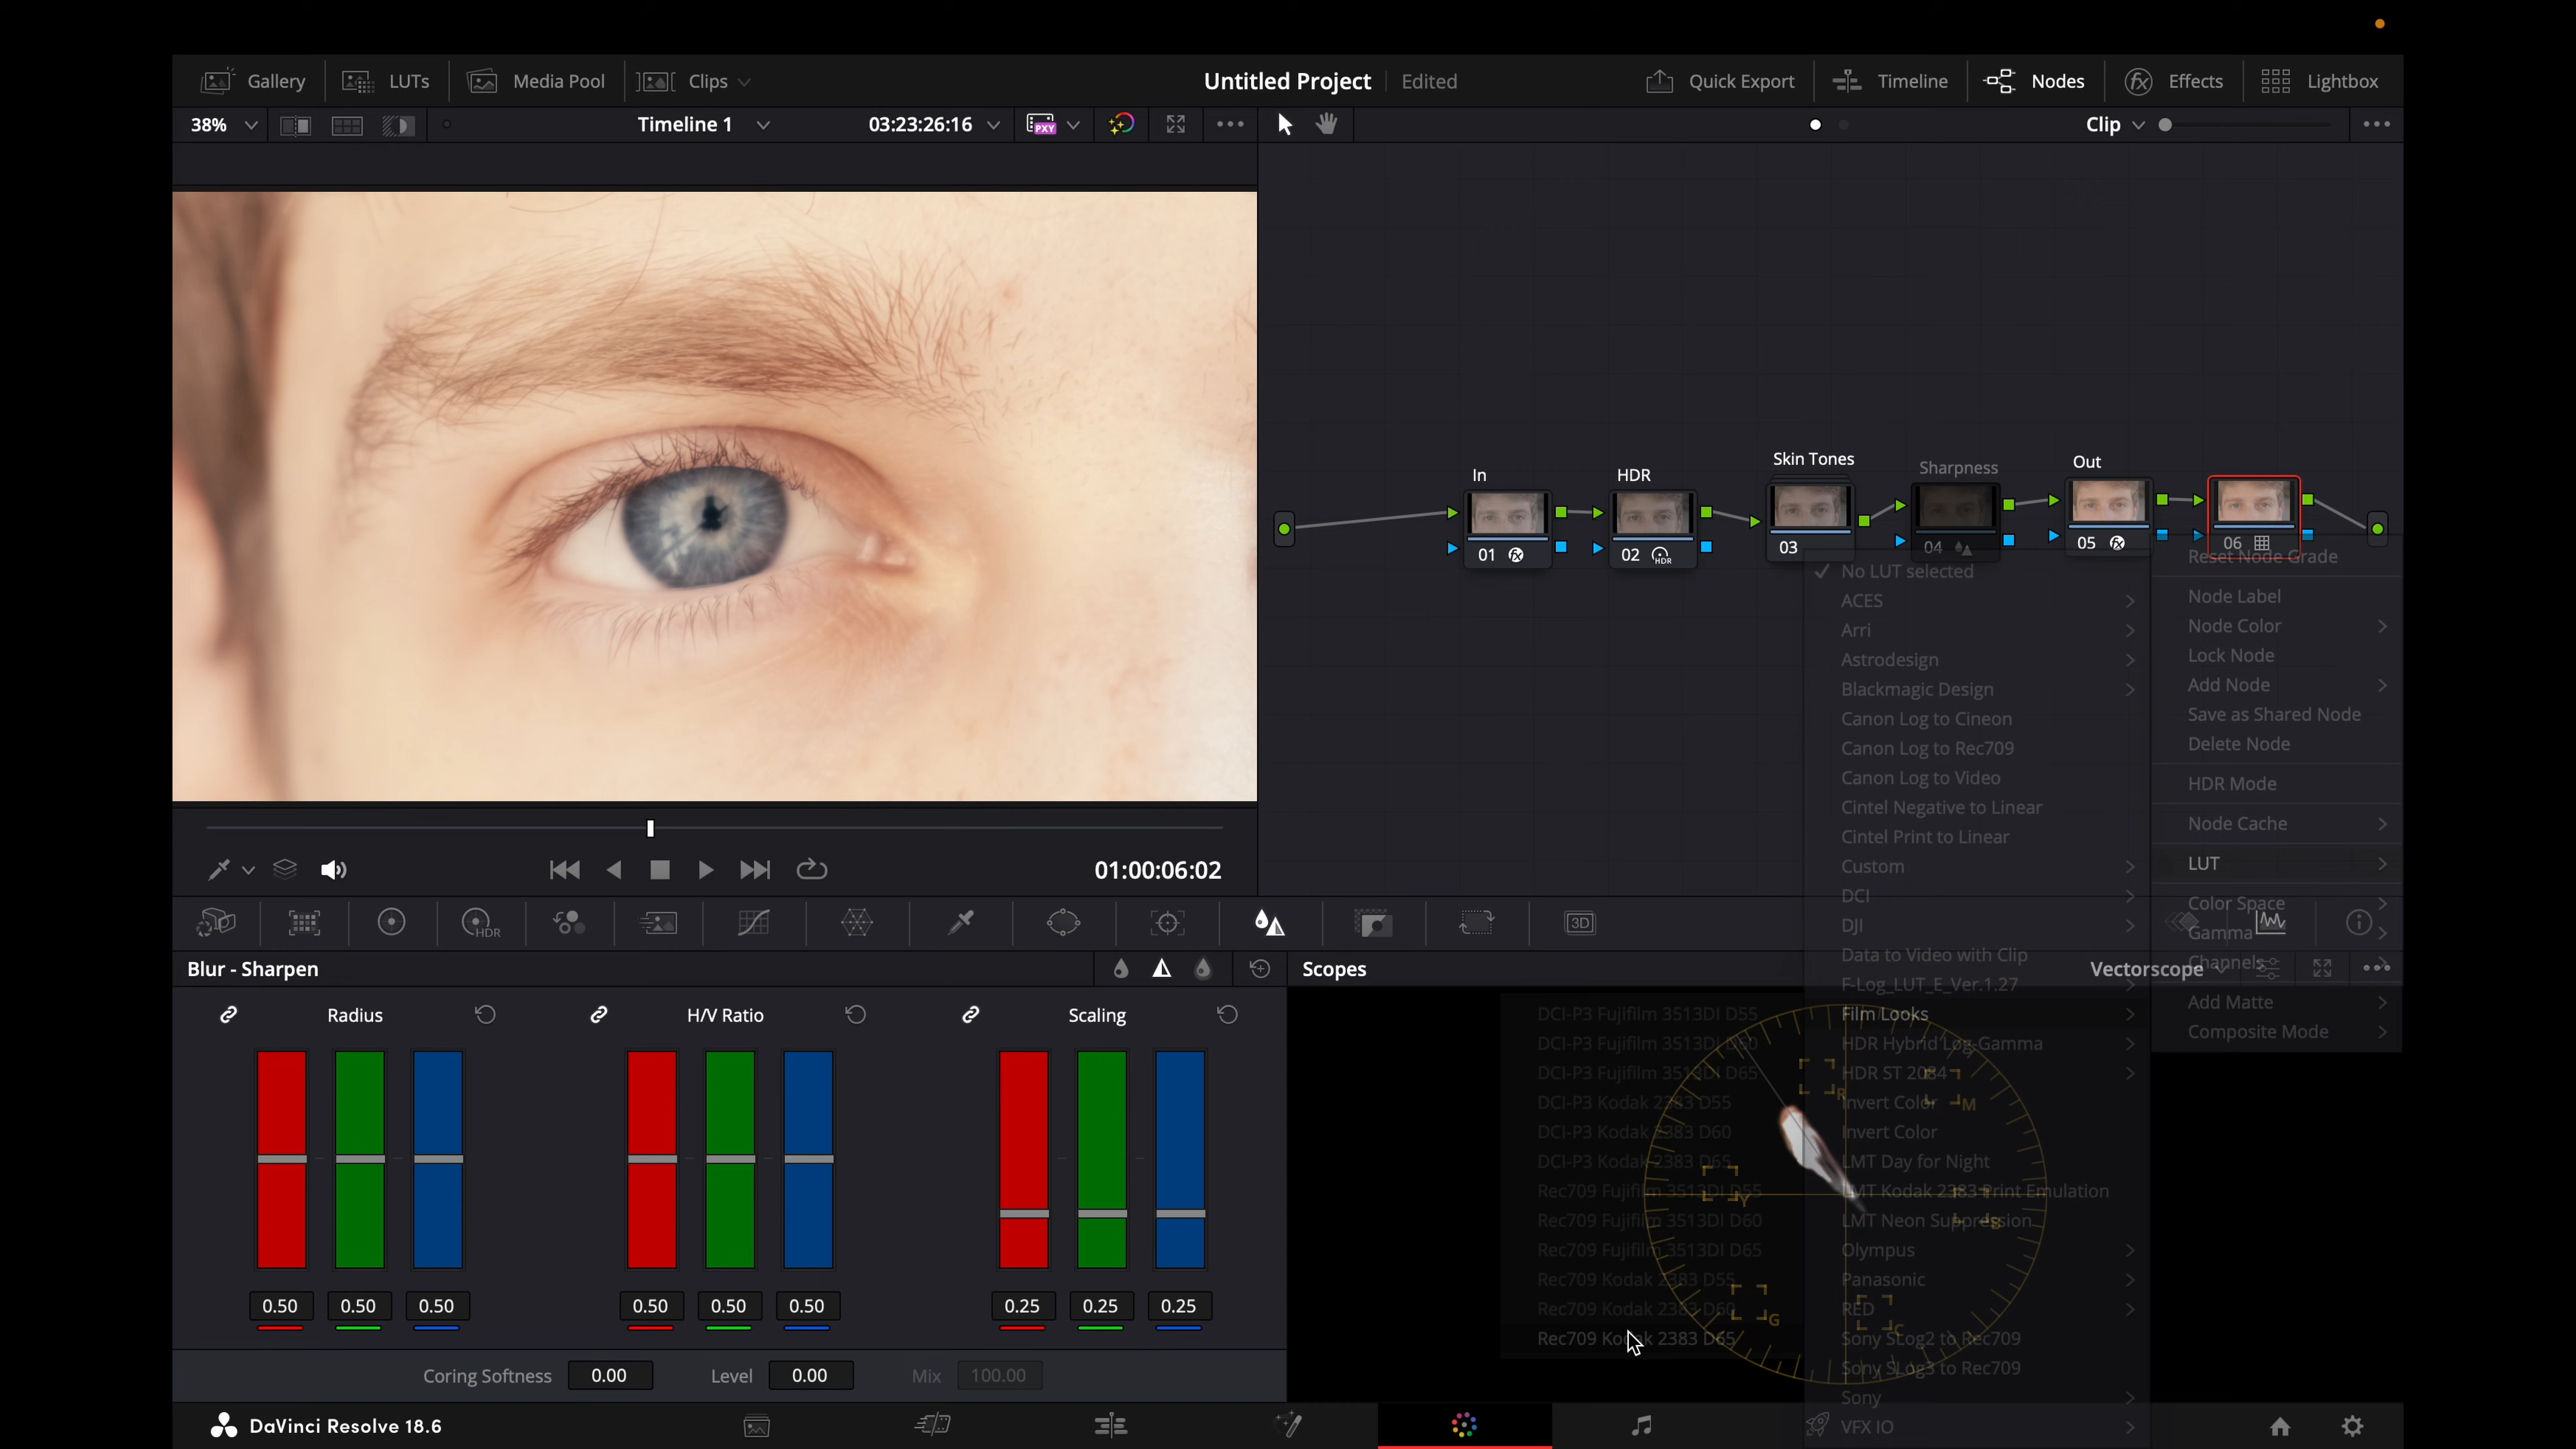 Gallery LUTs Media Pool Clips Untitled Project Edited Quick Export Timeline Nodes Effects Lightbox
38% Timeline 1 03:23:26:16 PXY Clip
In HDR Skin Tones Sharpness Out
01 02 HDR 03 04 05 06
Reset Node Grade
Node Label
Node Color
Lock Node
Add Node
Save as Shared Node
Delete Node
HDR Mode
Node Cache
LUT
Color Space
Gamma
Channels
Add Matte
Composite Mode
No LUT selected
ACES
Arri
Astrodesign
Blackmagic Design
Canon Log to Cineon
Canon Log to Rec709
Canon Log to Video
Cintel Negative to Linear
Cintel Print to Linear
Custom
DCI
DJI
Data to Video with Clip
F-Log_LUT_E_Ver.1.27
Film Looks
HDR Hybrid Log-Gamma
HDR ST 2084
Invert Color
Invert Color
LMT Day for Night
LMT Kodak 2383 Print Emulation
LMT Neon Suppression
Olympus
Panasonic
RED
Sony SLog2 to Rec709
Sony SLog3 to Rec709
Sony
VFX IO
DCI-P3 Fujifilm 3513DI D55
DCI-P3 Fujifilm 3513DI D60
DCI-P3 Fujifilm 3513DI D65
DCI-P3 Kodak 2383 D55
DCI-P3 Kodak 2383 D60
DCI-P3 Kodak 2383 D65
Rec709 Fujifilm 3513DI D55
Rec709 Fujifilm 3513DI D60
Rec709 Fujifilm 3513DI D65
Rec709 Kodak 2383 D55
Rec709 Kodak 2383 D60
Rec709 Kodak 2383 D65
01:00:06:02
HDR 3D
Blur - Sharpen Scopes Vectorscope
Radius H/V Ratio Scaling
R M Y B G C
0.50 0.50 0.50 0.50 0.50 0.50 0.25 0.25 0.25
Coring Softness 0.00 Level 0.00 Mix 100.00
DaVinci Resolve 18.6